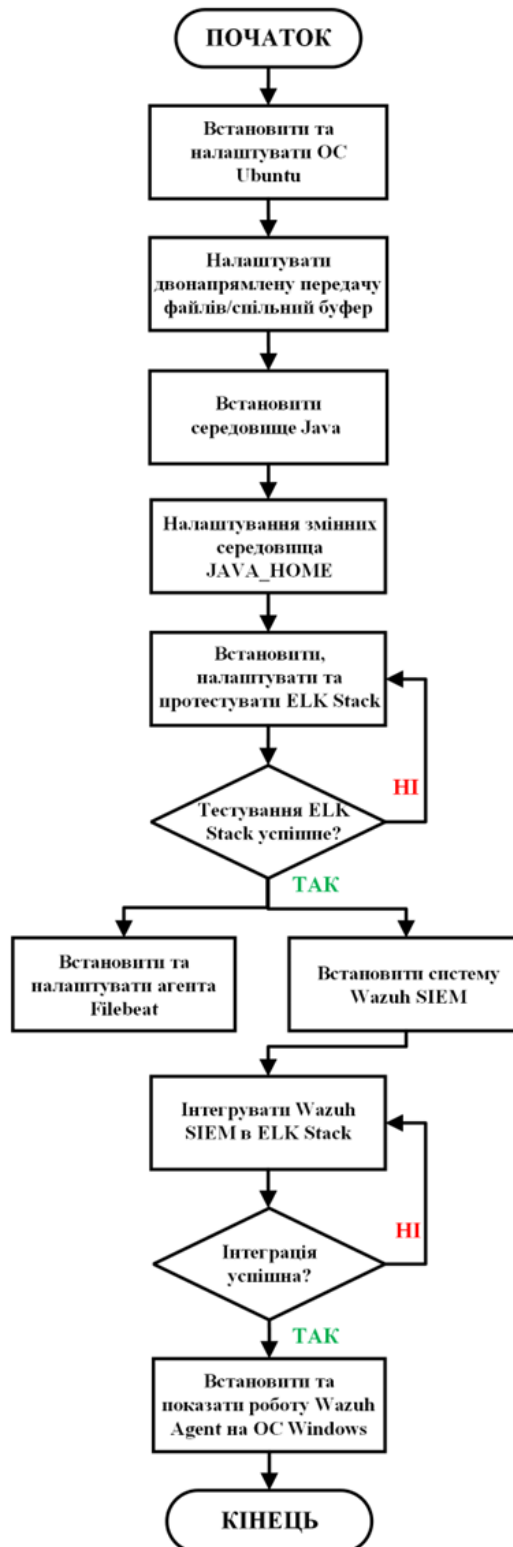 ПОЧАТОК
Встановити та
налаштувати ОС
Ubuntu
Налаштувати
двонапрямлену передачу
файлів/спільний буфер
Встановити
середовище Java
Налаштування змінних
середовища
JAVA_HOME
Встановити,
налаштувати та
протестувати ELK Stack
НІ
Тестування ELK
Stack успішне?
ТАК
Встановити та
налаштувати агента
Filebeat
Встановити систему
Wazuh SIEM
Інтегрувати Wazuh
SIEM в ELK Stack
НІ
Інтеграція
успішна?
ТАК
Встановити та
показати роботу Wazuh
Agent на ОС Windows
КІНЕЦЬ